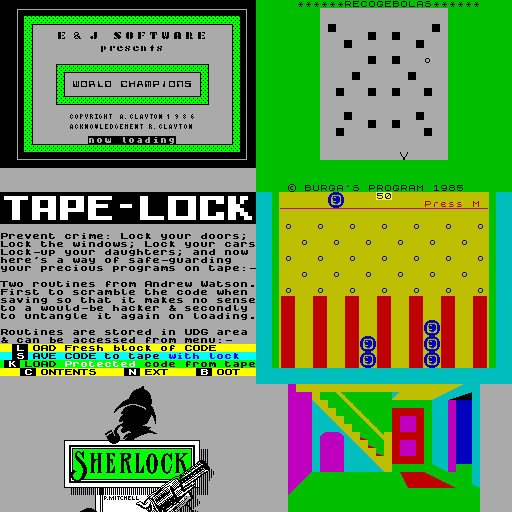 E & J SOFTWARE
presents
WORLD CHAMPIONS
COPYRIGHT A.CLAYTON 1986
ACKNOWLEDGEMENT R.CLAYTON
now loading
******RECOGEBOLAS******
© BURGA'S PROGRAM 1985
TAPE-LOCK
Prevent crime: Lock your doors;
Lock the windows; Lock your cars
Lock-up your daughters; and now
here's a way of safe-guarding
your precious programs on tape:-
Two routines from Andrew Watson.
First to scramble the code when
saving so that it makes no sense
to a would-be hacker & secondly
to untangle it again on loading.
Routines are stored in UDG area
& can be accessed from menu:-
L OAD Fresh block of CODE
S AVE CODE to tape with lock
K LOAD Protected code from tape
C ONTENTS N EXT B OOT
50
Press M
SHERLOCK
P.MITCHELL